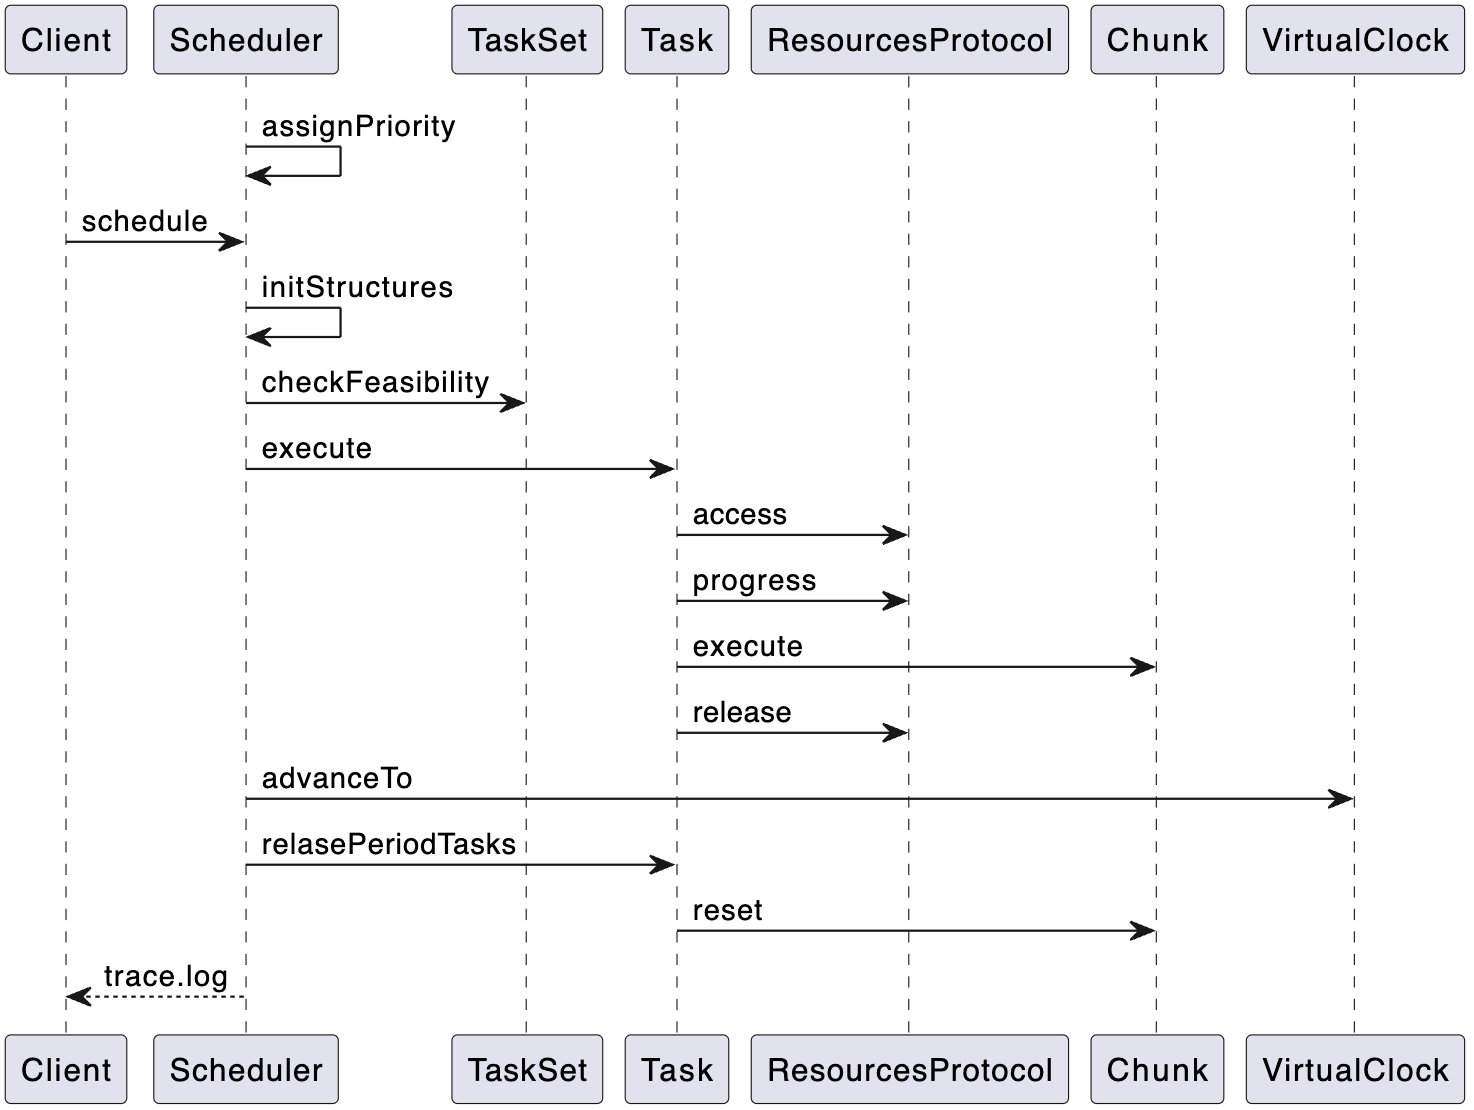 Client Scheduler TaskSet Task ResourcesProtocol Chunk VirtualClock
assignPriority
schedule
initStructures
checkFeasibility
execute
access
progress
execute
release
advanceTo
relasePeriodTasks
reset
trace.log
Client Scheduler TaskSet Task ResourcesProtocol Chunk VirtualClock